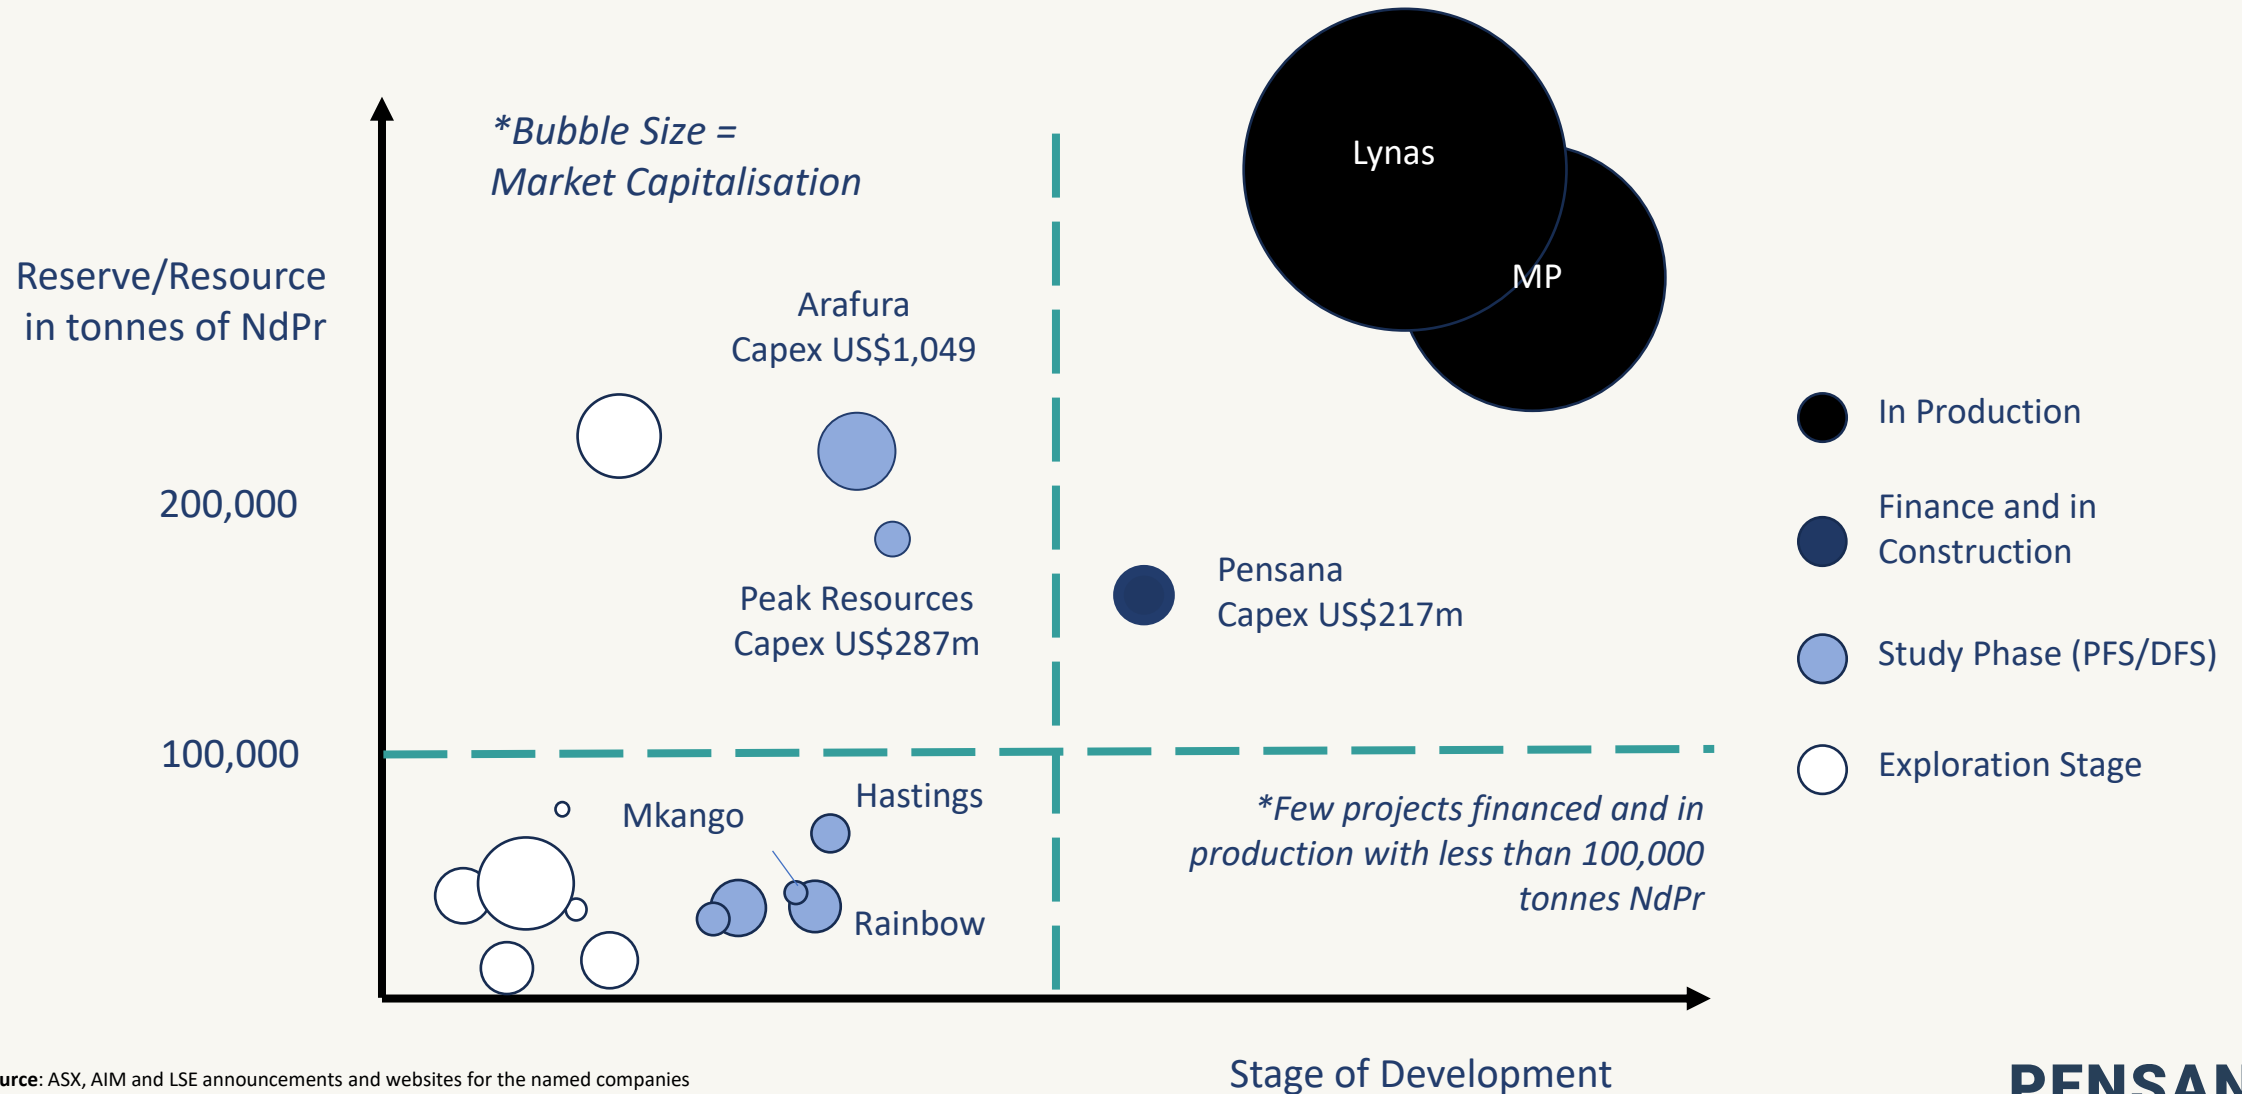 *Bubble Size =
Market Capitalisation
Lynas
MP
Reserve/Resource
in tonnes of NdPr
Arafura
Capex US$1,049
200,000
Peak Resources
Capex US$287m
Pensana
Capex US$217m
In Production
Finance and in
Construction
Study Phase (PFS/DFS)
Exploration Stage
100,000
Mkango
Hastings
Rainbow
*Few projects financed and in
production with less than 100,000
tonnes NdPr
Stage of Development
urce: ASX, AIM and LSE announcements and websites for the named companies
PENSAN